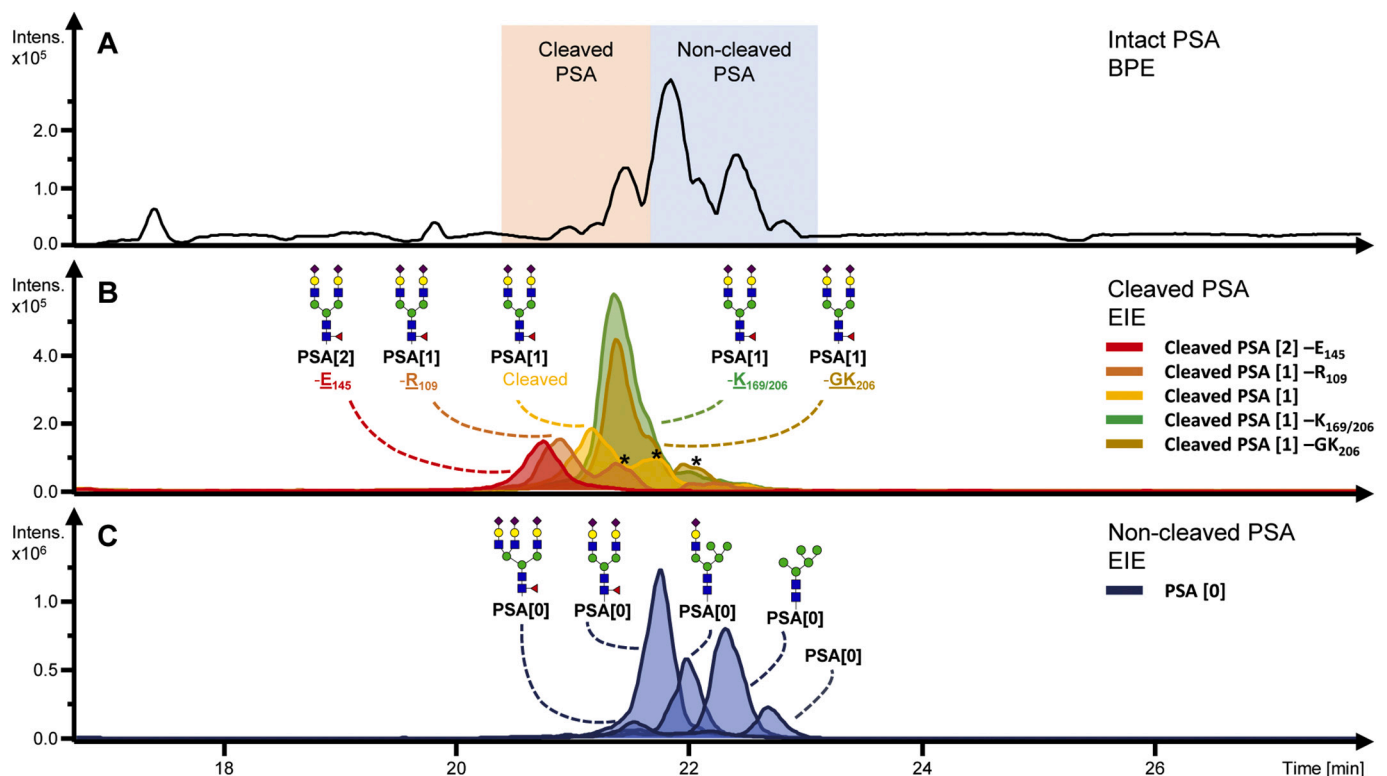 Intens.
x10⁵
A
Cleaved
PSA
Non-cleaved
PSA
Intact PSA
BPE
2.0
1.0
0.0
Intens.
x10⁵
B
Cleaved PSA
EIE
PSA[2]
-E₁₄₅
PSA[1]
-R₁₀₉
PSA[1]
Cleaved
PSA[1]
-K₁₆₉/₂₀₆
PSA[1]
-GK₂₀₆
Cleaved PSA [2] –E₁₄₅
Cleaved PSA [1] –R₁₀₉
Cleaved PSA [1]
Cleaved PSA [1] –K₁₆₉/₂₀₆
Cleaved PSA [1] –GK₂₀₆
4.0
2.0
0.0
* * *
Intens.
x10⁶
C
Non-cleaved PSA
EIE
PSA [0]
PSA[0]
PSA[0]
PSA[0]
PSA[0]
PSA[0]
1.0
0.5
0.0
18 20 22 24 26 Time [min]